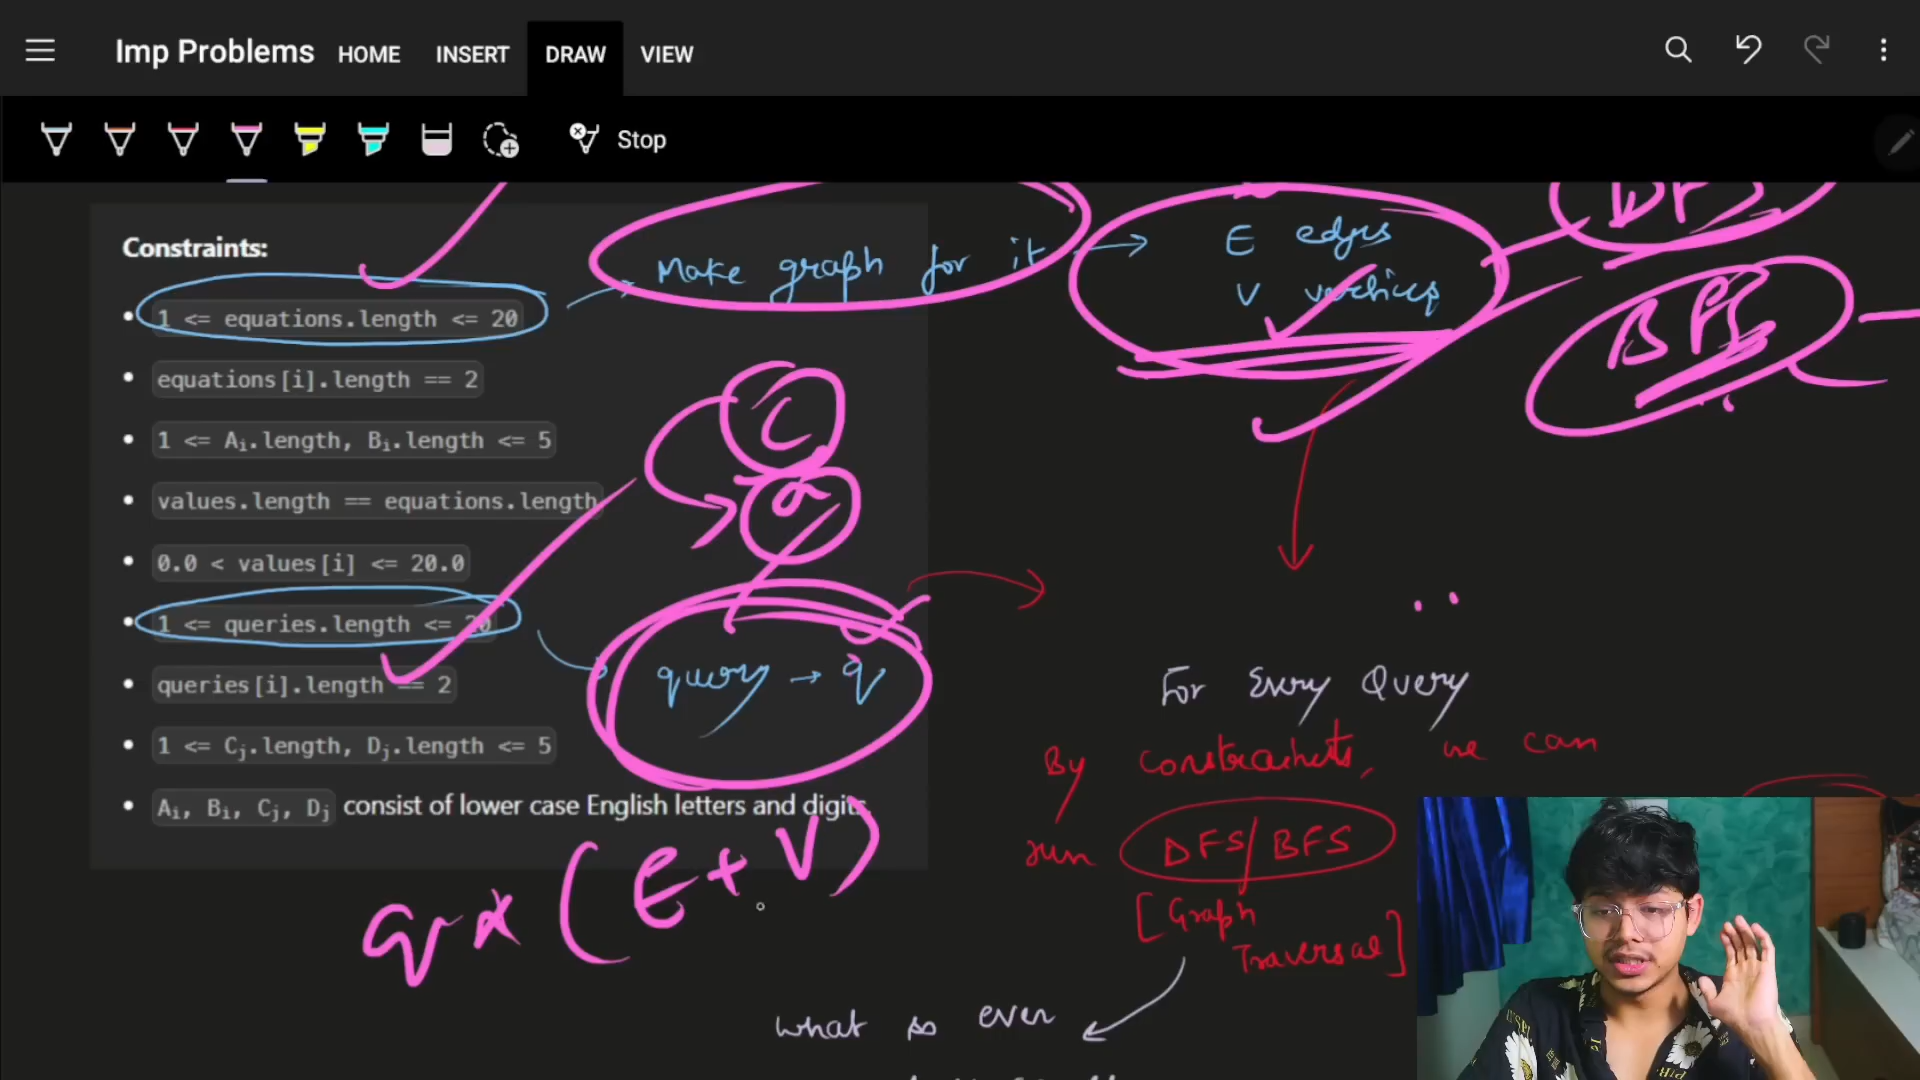 Imp Problems HOME INSERT DRAW VIEW
Stop
DFS
Constraints:
E edges
Make graph for it
V vertices
1 <= equations.length <= 20
BFS
equations[i].length == 2
C
1 <= Aᵢ.length, Bᵢ.length <= 5
values.length == equations.length
a
0.0 < values[i] <= 20.0
1 <= queries.length <= 20
query → q
For Every Query
queries[i].length == 2
1 <= Cⱼ.length, Dⱼ.length <= 5
By constraints, we can
Aᵢ, Bᵢ, Cⱼ, Dⱼ consist of lower case English letters and digits.
run DFS/BFS
q * (E + V)
[Graph
Traversal]
what so ever